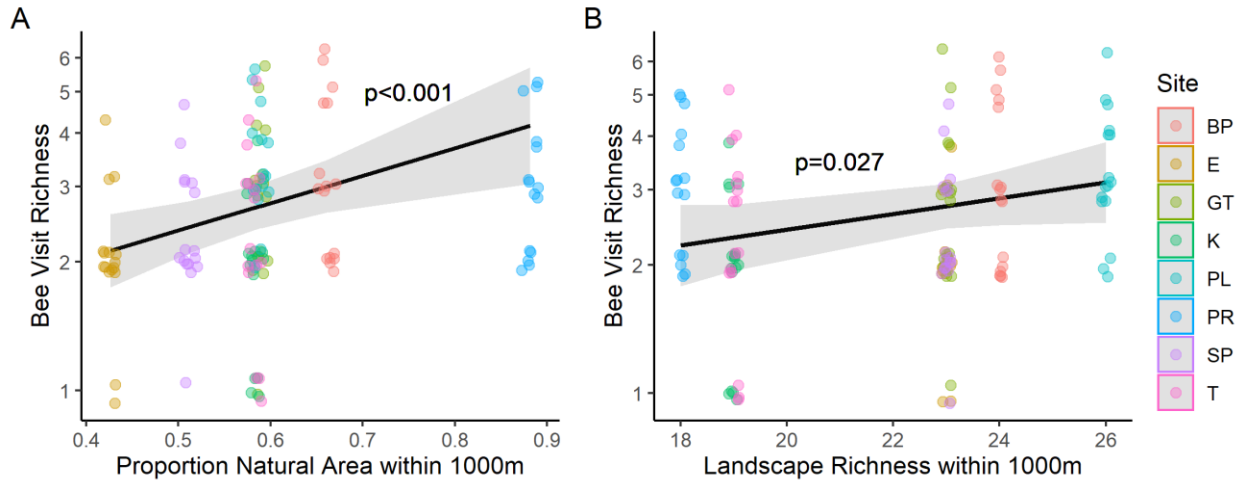 A
B
6
5
4
3
2
1
p<0.001
Bee Visit Richness
0.4 0.5 0.6 0.7 0.8 0.9
Proportion Natural Area within 1000m
6
5
4
3
2
1
p=0.027
Bee Visit Richness
18 20 22 24 26
Landscape Richness within 1000m
Site
BP
E
GT
K
PL
PR
SP
T